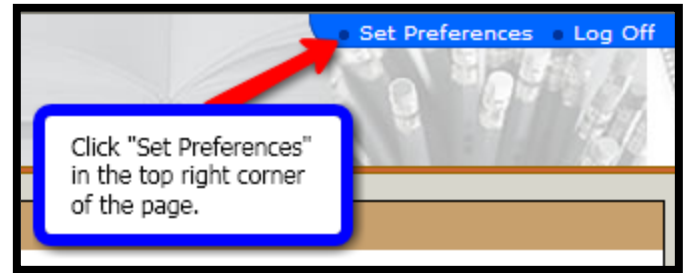 Set Preferences Log Off
Click "Set Preferences"
in the top right corner
of the page.